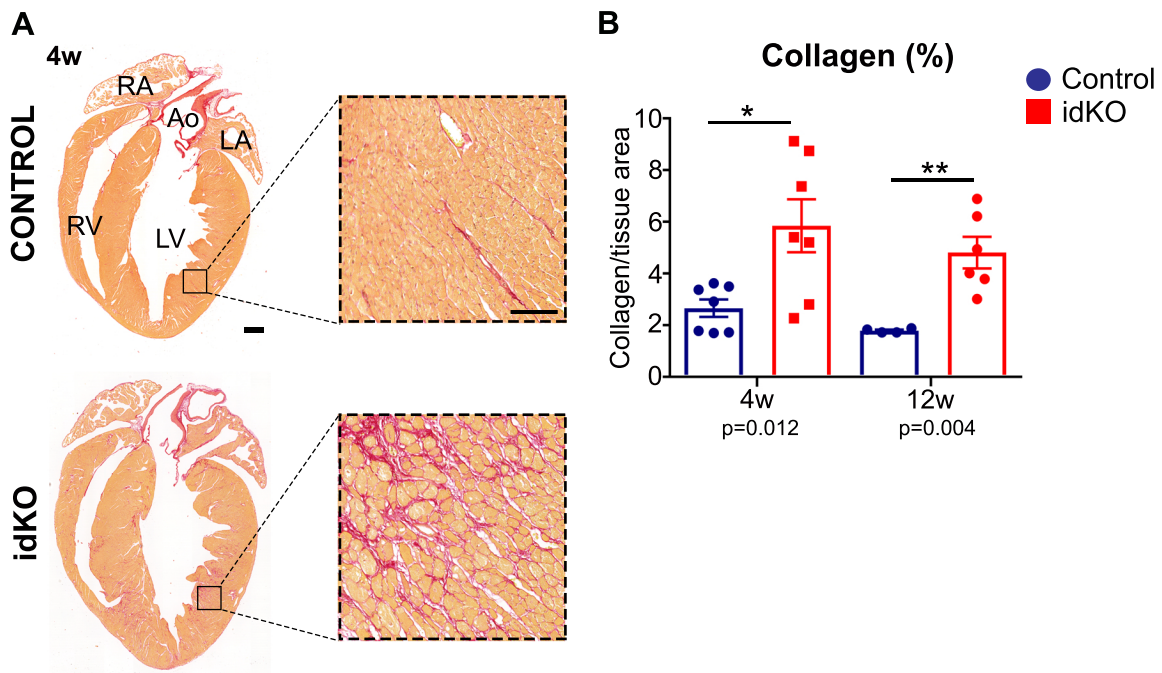 A
4w
RA
Ao
LA
RV
LV
CONTROL
idKO
B
Collagen (%)
Control
idKO
Collagen/tissue area
10
8
6
4
2
0
*
**
4w
12w
p=0.012
p=0.004